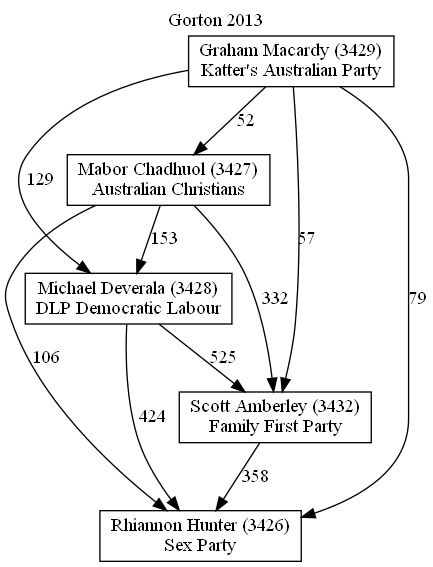 Gorton 2013
Graham Macardy (3429)
Katter's Australian Party
52
129
Mabor Chadhuol (3427)
Australian Christians
153
57
332
79
Michael Deverala (3428)
DLP Democratic Labour
106
525
424
Scott Amberley (3432)
Family First Party
358
Rhiannon Hunter (3426)
Sex Party